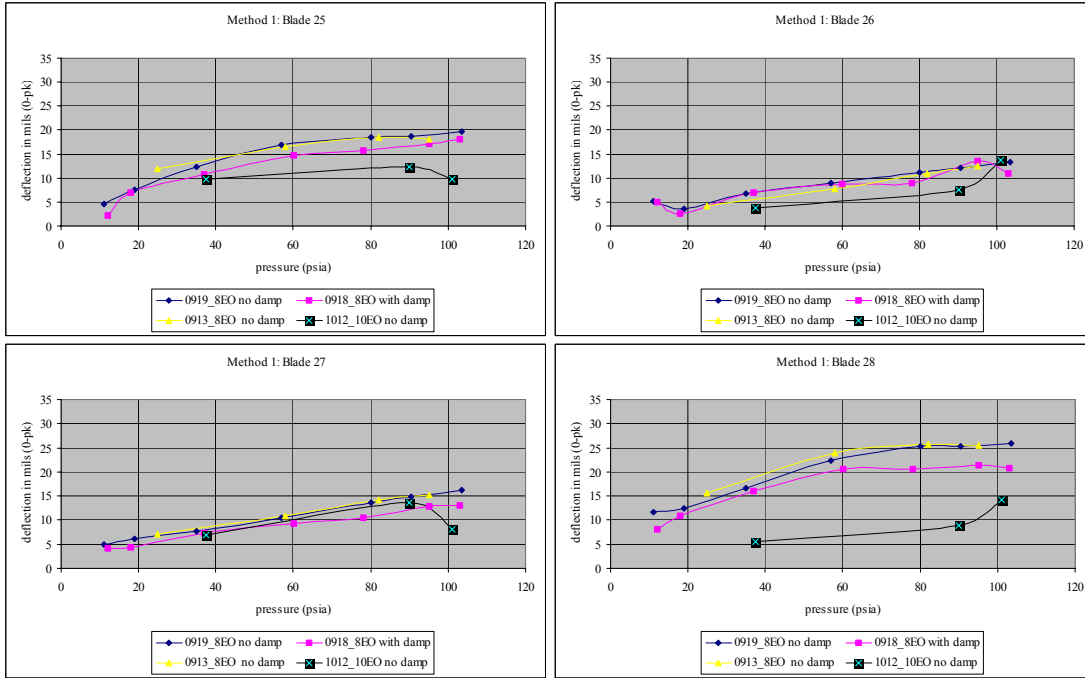 Method 1: Blade 25
deflection in mils (0-pk)
35
30
25
20
15
10
5
0
0 20 40 60 80 100 120
pressure (psia)
0919_8EO no damp 0918_8EO with damp
0913_8EO no damp 1012_10EO no damp
Method 1: Blade 26
deflection in mils (0-pk)
35
30
25
20
15
10
5
0
0 20 40 60 80 100 120
pressure (psia)
0919_8EO no damp 0918_8EO with damp
0913_8EO no damp 1012_10EO no damp
Method 1: Blade 27
deflection in mils (0-pk)
35
30
25
20
15
10
5
0
0 20 40 60 80 100 120
pressure (psia)
0919_8EO no damp 0918_8EO with damp
0913_8EO no damp 1012_10EO no damp
Method 1: Blade 28
deflection in mils (0-pk)
35
30
25
20
15
10
5
0
0 20 40 60 80 100 120
pressure (psia)
0919_8EO no damp 0918_8EO with damp
0913_8EO no damp 1012_10EO no damp